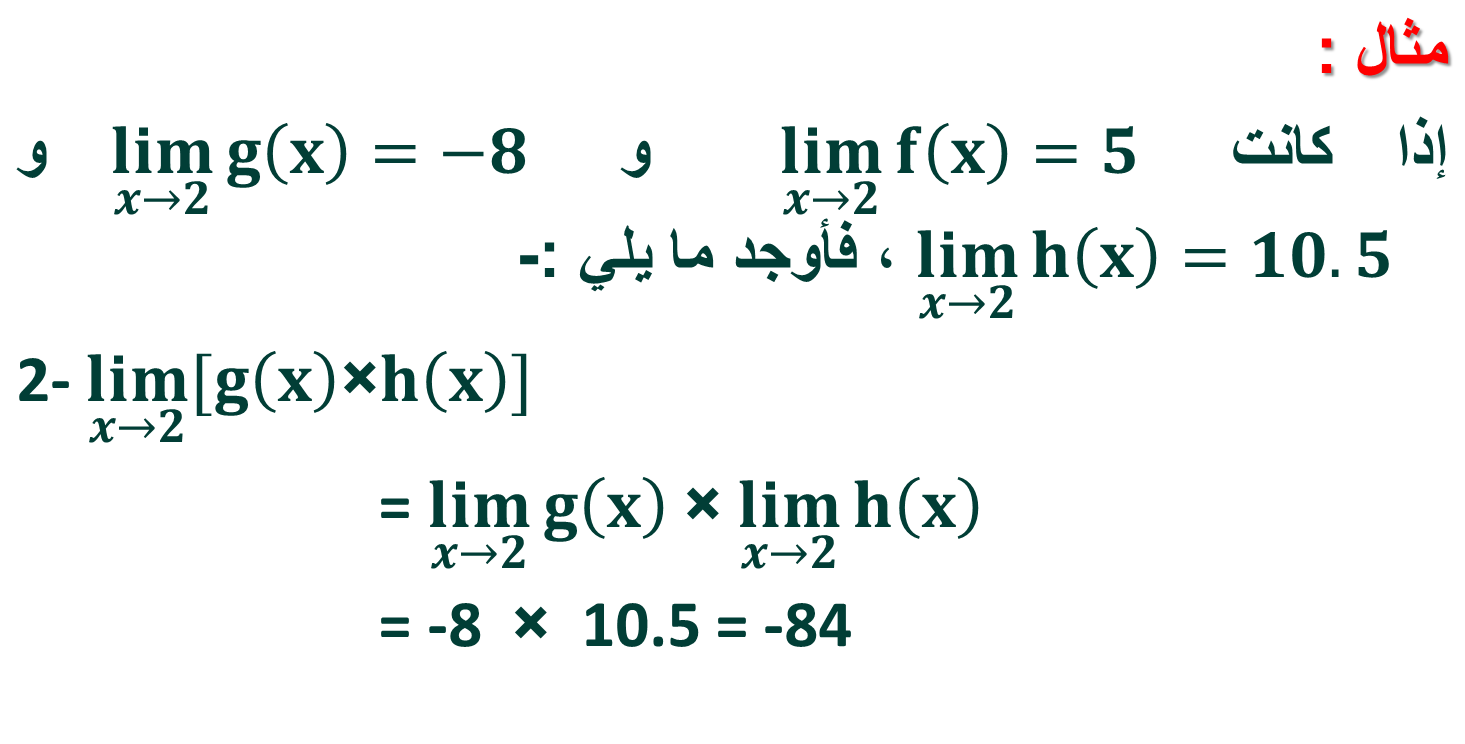 مثال :
إذا كانت lim x→2 f(x) = 5 و lim x→2 g(x) = −8 و
lim x→2 h(x) = 10.5 ، فأوجد ما يلي :-
2- lim x→2 [g(x)×h(x)]
= lim x→2 g(x) × lim x→2 h(x)
= -8 × 10.5 = -84